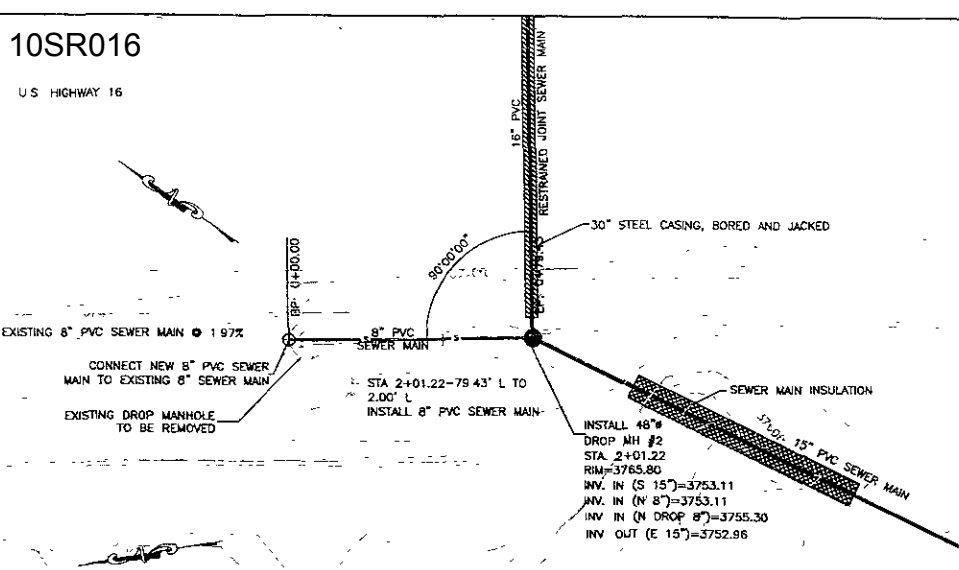 10SR016
U S HIGHWAY 16
16" PVC
RESTRAINED JOINT SEWER MAIN
30" STEEL CASING, BORED AND JACKED
90°00'00"
BP: 0+00.00
EXISTING 8" PVC SEWER MAIN @ 1 97%
8" PVC
SEWER MAIN
S
CONNECT NEW 8" PVC SEWER
MAIN TO EXISTING 8" SEWER MAIN
STA 2+01.22-79 43' L TO
2.00' L
INSTALL 8" PVC SEWER MAIN
EXISTING DROP MANHOLE
TO BE REMOVED
SEWER MAIN INSULATION
15" PVC SEWER MAIN
INSTALL 48"ø
DROP MH #2
STA. 2+01.22
RIM=3765.80
INV. IN (S 15")=3753.11
INV. IN (N 8")=3753.11
INV IN (N DROP 8")=3755.30
INV OUT (E 15")=3752.96